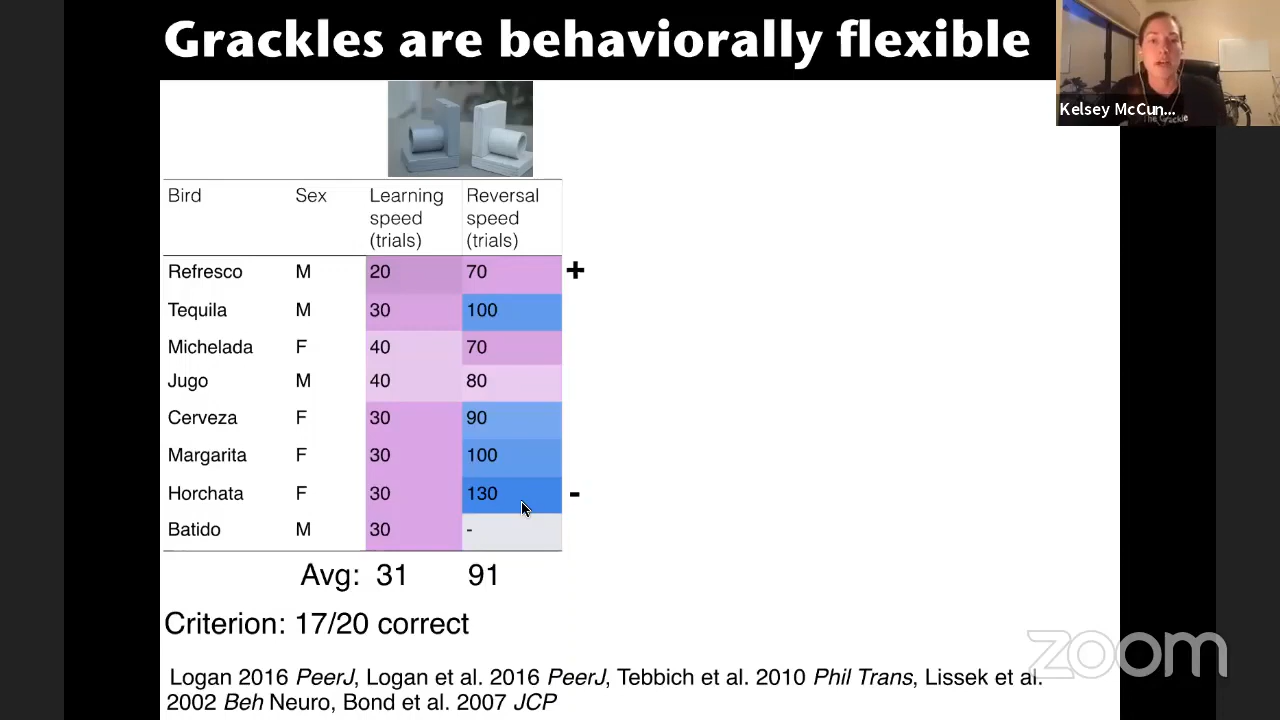 Grackles are behaviorally flexible
Kelsey McCun...
The Grackle
Bird Sex Learning speed (trials) Reversal speed (trials)
Refresco M 20 70 +
Tequila M 30 100
Michelada F 40 70
Jugo M 40 80
Cerveza F 30 90
Margarita F 30 100
Horchata F 30 130 -
Batido M 30 -
Avg: 31 91
Criterion: 17/20 correct
zoom
Logan 2016 PeerJ, Logan et al. 2016 PeerJ, Tebbich et al. 2010 Phil Trans, Lissek et al.
2002 Beh Neuro, Bond et al. 2007 JCP